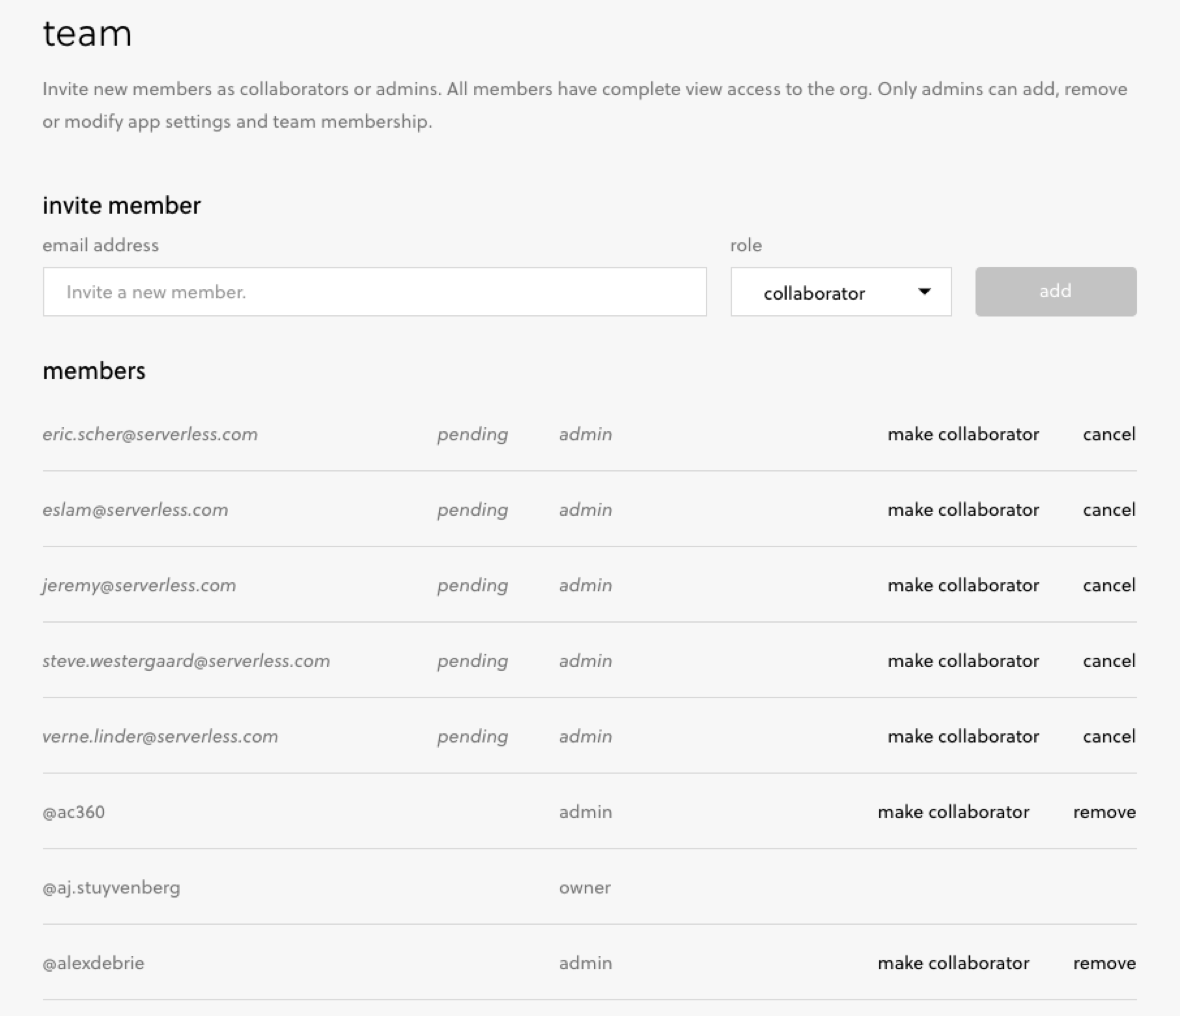 team
Invite new members as collaborators or admins. All members have complete view access to the org. Only admins can add, remove
or modify app settings and team membership.
invite member
email address role
Invite a new member. collaborator add
members
eric.scher@serverless.com pending admin make collaborator cancel
eslam@serverless.com pending admin make collaborator cancel
jeremy@serverless.com pending admin make collaborator cancel
steve.westergaard@serverless.com pending admin make collaborator cancel
verne.linder@serverless.com pending admin make collaborator cancel
@ac360 admin make collaborator remove
@aj.stuyvenberg owner
@alexdebrie admin make collaborator remove